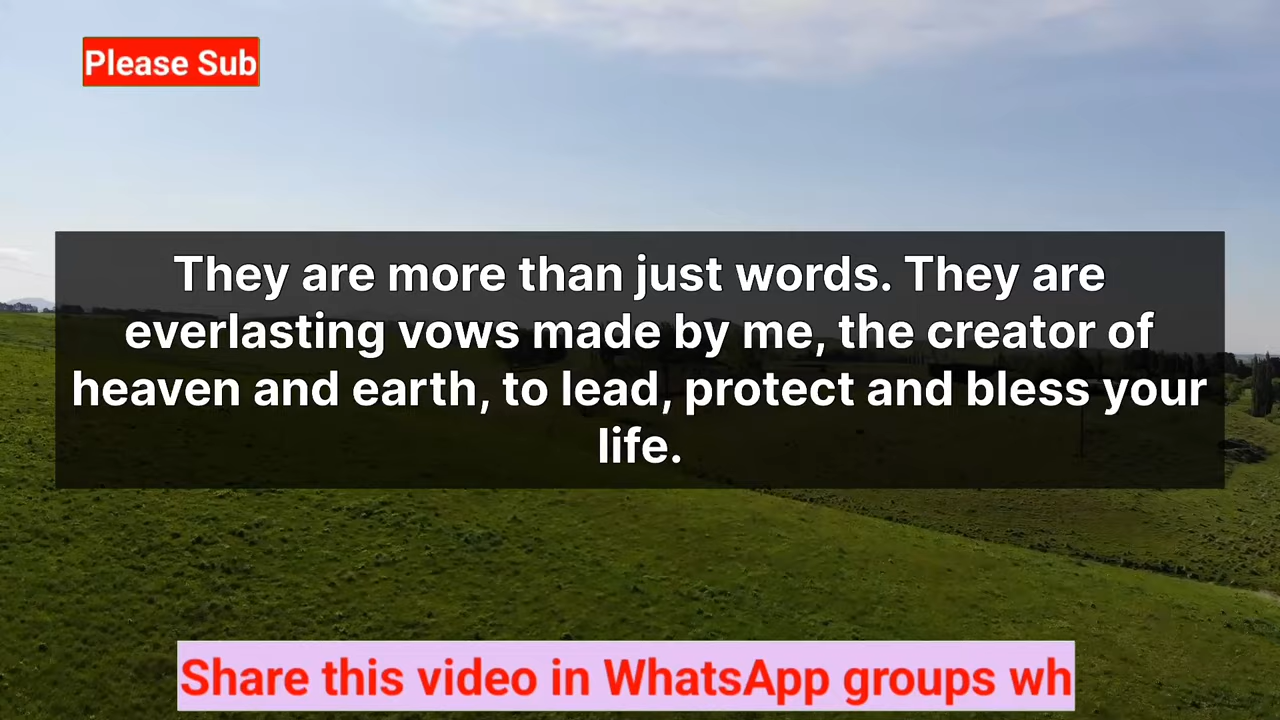 Please Sub
They are more than just words. They are
everlasting vows made by me, the creator of
heaven and earth, to lead, protect and bless your
life.
Share this video in WhatsApp groups wh